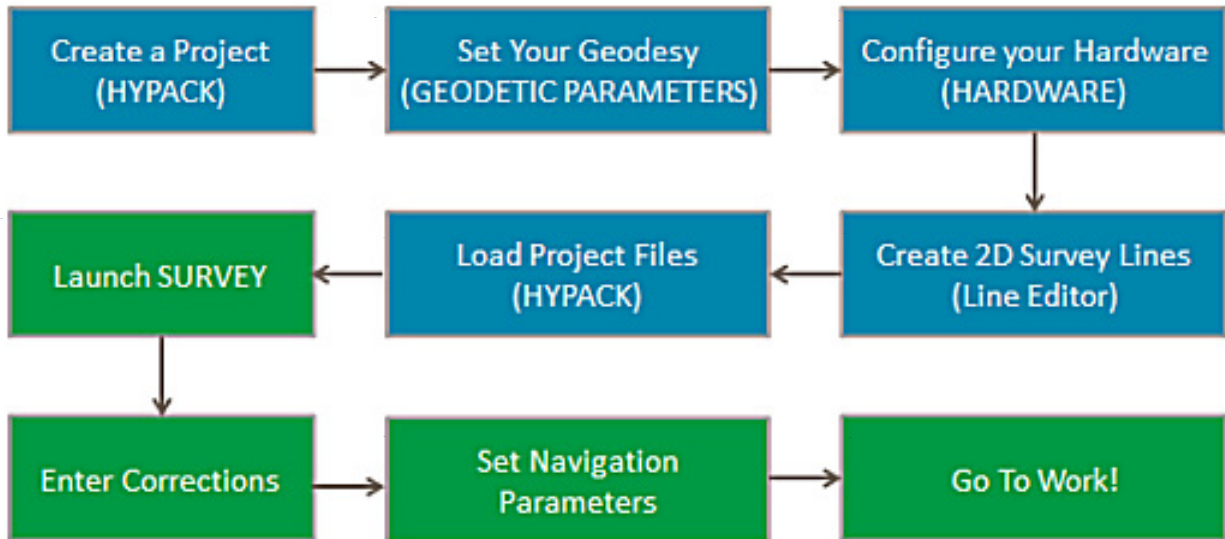 Create a Project
(HYPACK)
Set Your Geodesy
(GEODETIC PARAMETERS)
Configure your Hardware
(HARDWARE)
Create 2D Survey Lines
(Line Editor)
Load Project Files
(HYPACK)
Launch SURVEY
Enter Corrections
Set Navigation
Parameters
Go To Work!